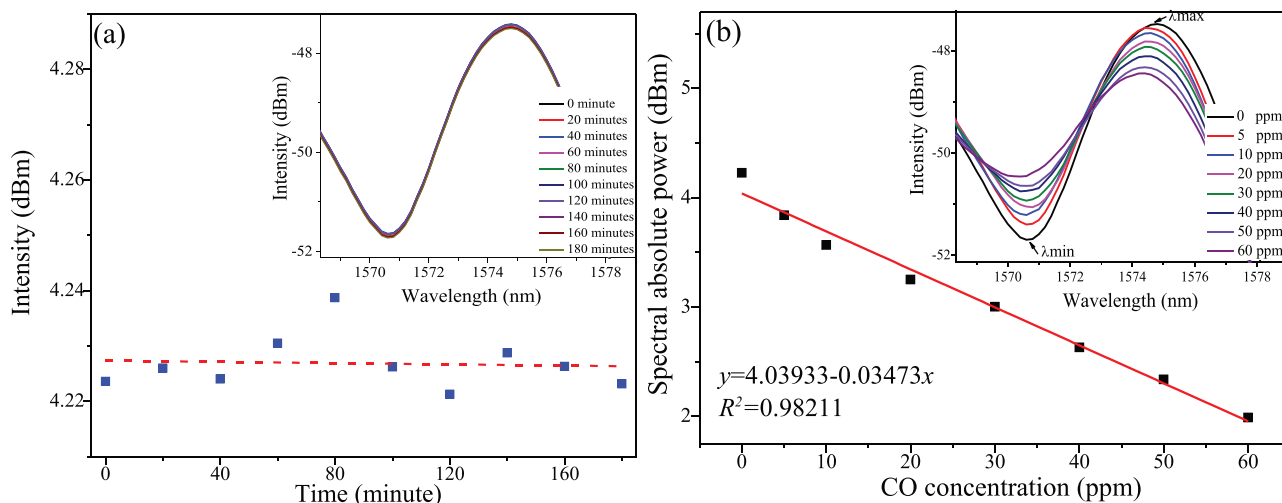 (a)
Intensity (dBm)
4.28
4.26
4.24
4.22
0
40
80
120
160
Time (minute)
Intensity (dBm)
-48
-50
-52
1570
1572
1574
1576
1578
Wavelength (nm)
0 minute
20 minutes
40 minutes
60 minutes
80 minutes
100 minutes
120 minutes
140 minutes
160 minutes
180 minutes
(b)
Spectral absolute power (dBm)
5
4
3
2
0
10
20
30
40
50
60
CO concentration (ppm)
y=4.03933-0.03473x
R²=0.98211
Intensity (dBm)
-48
-50
-52
1570
1572
1574
1576
1578
Wavelength (nm)
λmax
λmin
0 ppm
5 ppm
10 ppm
20 ppm
30 ppm
40 ppm
50 ppm
60 ppm